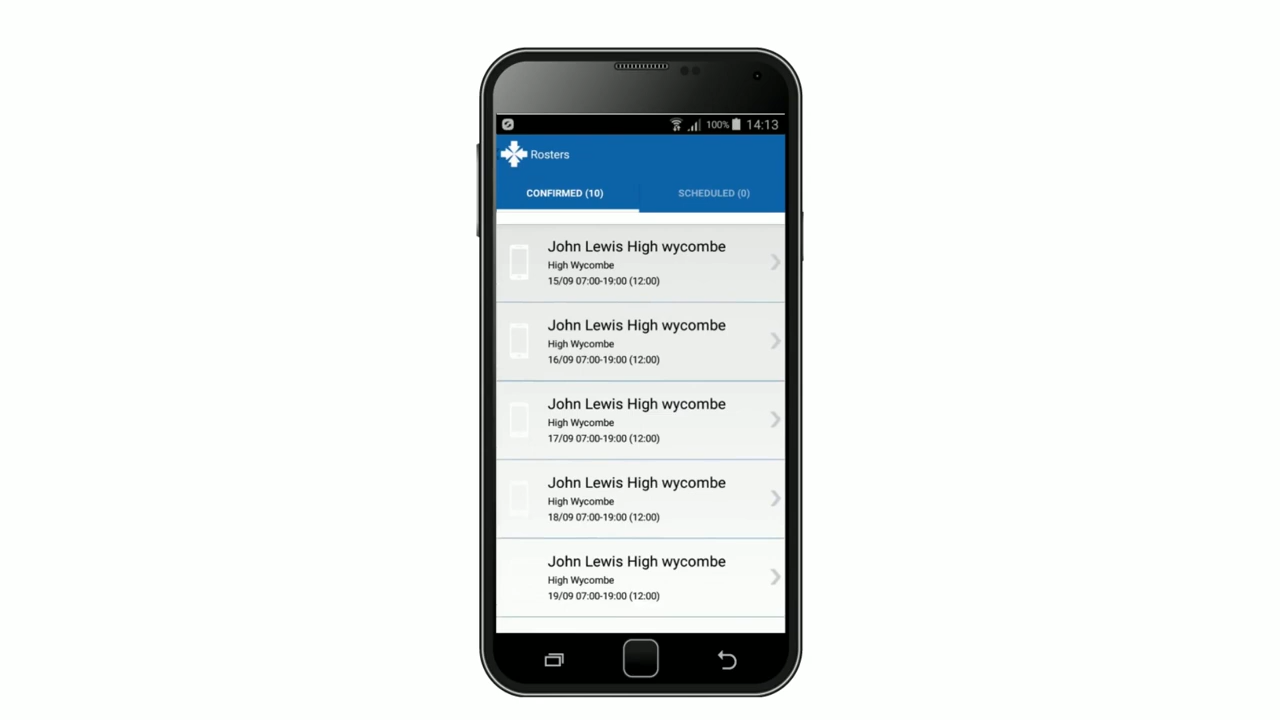 100% 14:13
Rosters
CONFIRMED (10) SCHEDULED (0)
John Lewis High wycombe
High Wycombe
15/09 07:00-19:00 (12:00)
John Lewis High wycombe
High Wycombe
16/09 07:00-19:00 (12:00)
John Lewis High wycombe
High Wycombe
17/09 07:00-19:00 (12:00)
John Lewis High wycombe
High Wycombe
18/09 07:00-19:00 (12:00)
John Lewis High wycombe
High Wycombe
19/09 07:00-19:00 (12:00)